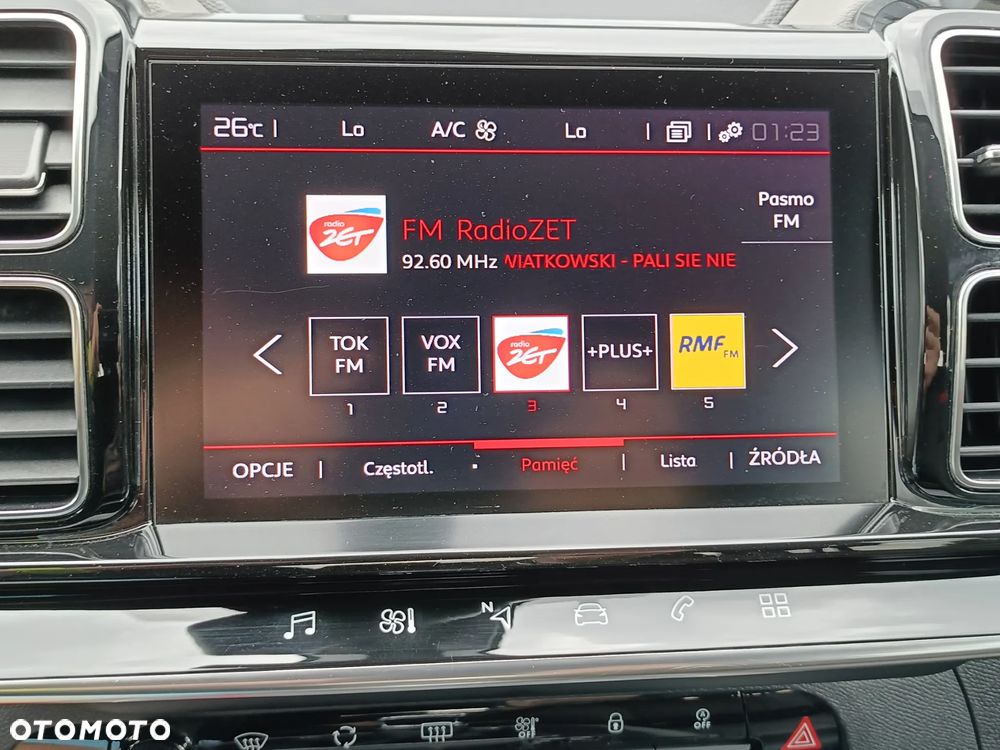 26°C Lo A/C Lo 01:23
Pasmo
FM
radio
ZET
FM RadioZET
92.60 MHz WIATKOWSKI - PALI SIE NIE
TOK
FM
VOX
FM
radio
ZET
+PLUS+
RMF FM
1 2 3 4 5
OPCJE Częstotl. Pamięć Lista ŹRÓDŁA
N
OFF
OFF
OTOMOTO